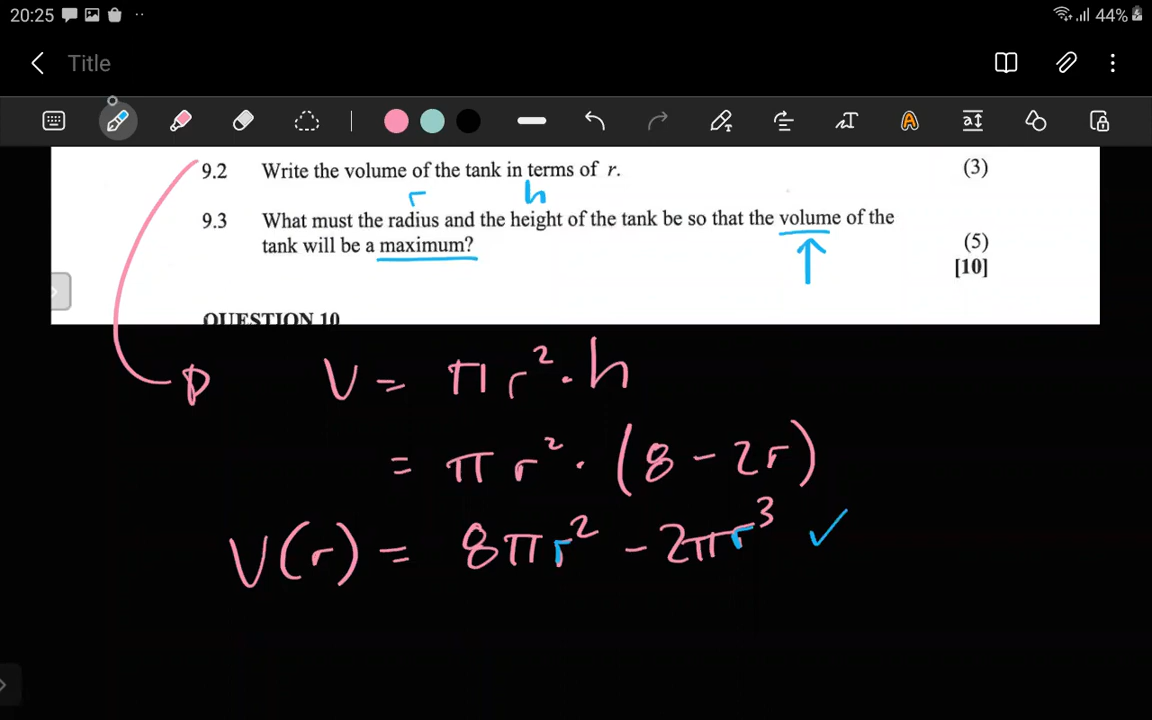 20:25 44%
Title
9.2 Write the volume of the tank in terms of r. (3)
r h
9.3 What must the radius and the height of the tank be so that the volume of the
tank will be a maximum? (5)
[10]
QUESTION 10
V = πr² · h
= πr² · (8 - 2r)
V(r) = 8πr² - 2πr³ ✓